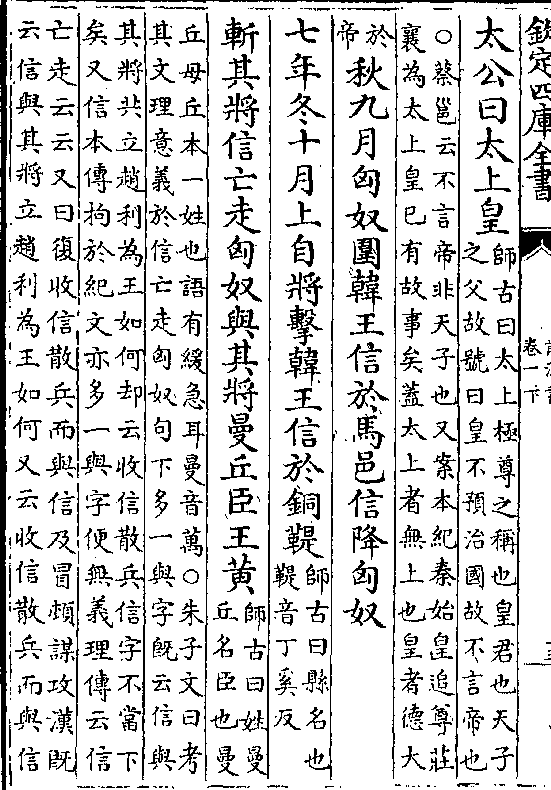 欽定四庫全書
卷一下
太公曰太上皇
師古曰太上極尊之稱也皇君也天子
之父故號曰皇不預治國故不言帝也
○蔡邕云不言帝非天子也又案本紀秦始皇追尊莊
襄為太上皇已有故事矣蓋太上者無上也皇者德大
於
帝
秋九月匈奴圍韓王信於馬邑信降匈奴
七年冬十月上自將擊韓王信於銅鞮
師古曰縣名也
鞮音丁奚反
斬其將信亡走匈奴與其將曼丘臣王黄
師古曰姓曼
丘名臣也曼
丘母丘本一姓也語有緩急耳曼音萬○朱子文曰考
其文理意義於信亡走匈奴句下多一與字既云信與
其將共立趙利為王如何却云收信散兵信字不當下
矣又信本傳拘於紀文亦多一與字便無義理傳云信
亡走云云又曰復收信散兵而與信及冒頓謀攻漢既
云信與其將立趙利為王如何又云收信散兵而與信